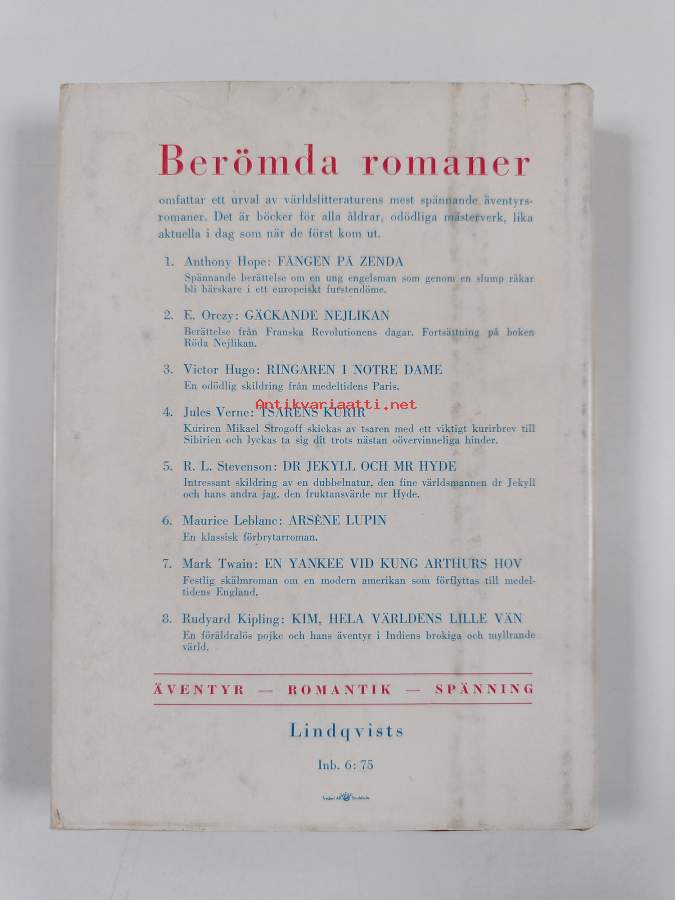 Berömda romaner
omfattar ett urval av världslitteraturens mest spännande äventyrs-
romaner. Det är böcker för alla åldrar, odödliga mästerverk, lika
aktuella i dag som när de först kom ut.
1. Anthony Hope: FÅNGEN PÅ ZENDA
Spännande berättelse om en ung engelsman som genom en slump råkar
bli härskare i ett europeiskt furstendöme.
2. E. Orczy: GÄCKANDE NEJLIKAN
Berättelse från Franska Revolutionens dagar. Fortsättning på boken
Röda Nejlikan.
3. Victor Hugo: RINGAREN I NOTRE DAME
En odödlig skildring från medeltidens Paris.
Antikvariaatti.net
4. Jules Verne: TSARENS KURIR
Kuriren Mikael Strogoff skickas av tsaren med ett viktigt kurirbrev till
Sibirien och lyckas ta sig dit trots nästan oövervinneliga hinder.
5. R. L. Stevenson: DR JEKYLL OCH MR HYDE
Intressant skildring av en dubbelnatur, den fine världsmannen dr Jekyll
och hans andra jag, den fruktansvärde mr Hyde.
6. Maurice Leblanc: ARSÈNE LUPIN
En klassisk förbrytarroman.
7. Mark Twain: EN YANKEE VID KUNG ARTHURS HOV
Festlig skälmroman om en modern amerikan som förflyttas till medel-
tidens England.
8. Rudyard Kipling: KIM, HELA VÄRLDENS LILLE VÄN
En föräldralös pojke och hans äventyr i Indiens brokiga och myllrande
värld.
ÄVENTYR — ROMANTIK — SPÄNNING
Lindqvists
Inb. 6:75